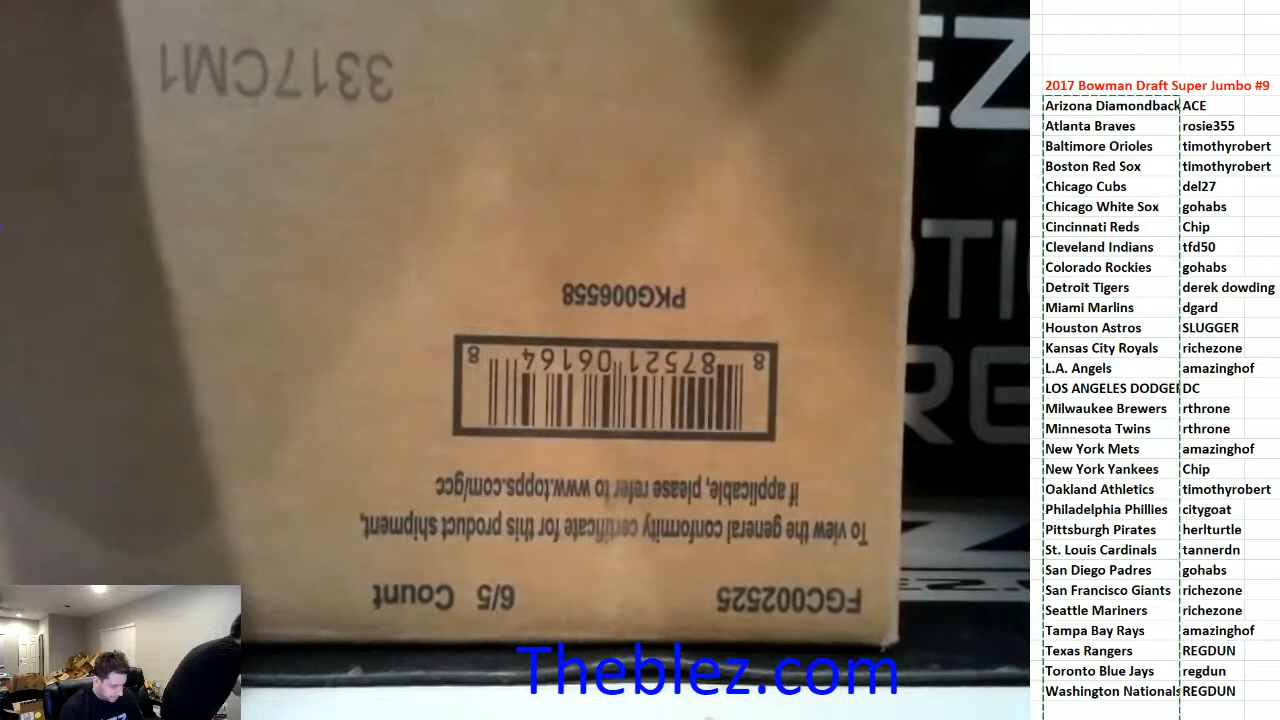 3317CM1
PKG006558
8 87521 06164 8
If applicable, please refer to www.topps.com/gcc
To view the general conformity certificate for this product shipment,
FGC002525 6/5 Count
EZ
TI
RE
Theblez.com
2017 Bowman Draft Super Jumbo #9
Arizona Diamondback ACE
Atlanta Braves rosie355
Baltimore Orioles timothyrobert
Boston Red Sox timothyrobert
Chicago Cubs del27
Chicago White Sox gohabs
Cincinnati Reds Chip
Cleveland Indians tfd50
Colorado Rockies gohabs
Detroit Tigers derek dowding
Miami Marlins dgard
Houston Astros SLUGGER
Kansas City Royals richezone
L.A. Angels amazinghof
LOS ANGELES DODGE DC
Milwaukee Brewers rthrone
Minnesota Twins rthrone
New York Mets amazinghof
New York Yankees Chip
Oakland Athletics timothyrobert
Philadelphia Phillies citygoat
Pittsburgh Pirates herlturtle
St. Louis Cardinals tannerdn
San Diego Padres gohabs
San Francisco Giants richezone
Seattle Mariners richezone
Tampa Bay Rays amazinghof
Texas Rangers REGDUN
Toronto Blue Jays regdun
Washington Nationals REGDUN